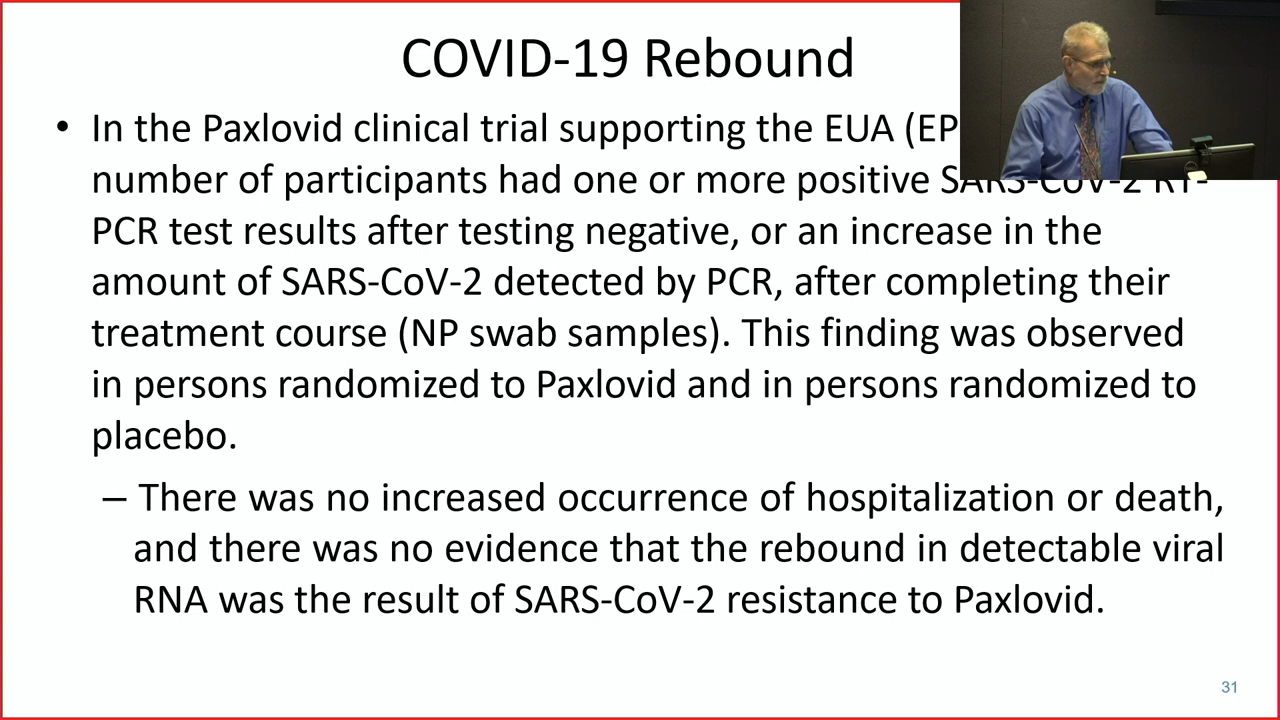 COVID-19 Rebound
• In the Paxlovid clinical trial supporting the EUA (EP
number of participants had one or more positive SARS-CoV-2 RT-
PCR test results after testing negative, or an increase in the
amount of SARS-CoV-2 detected by PCR, after completing their
treatment course (NP swab samples). This finding was observed
in persons randomized to Paxlovid and in persons randomized to
placebo.
– There was no increased occurrence of hospitalization or death,
and there was no evidence that the rebound in detectable viral
RNA was the result of SARS-CoV-2 resistance to Paxlovid.
31